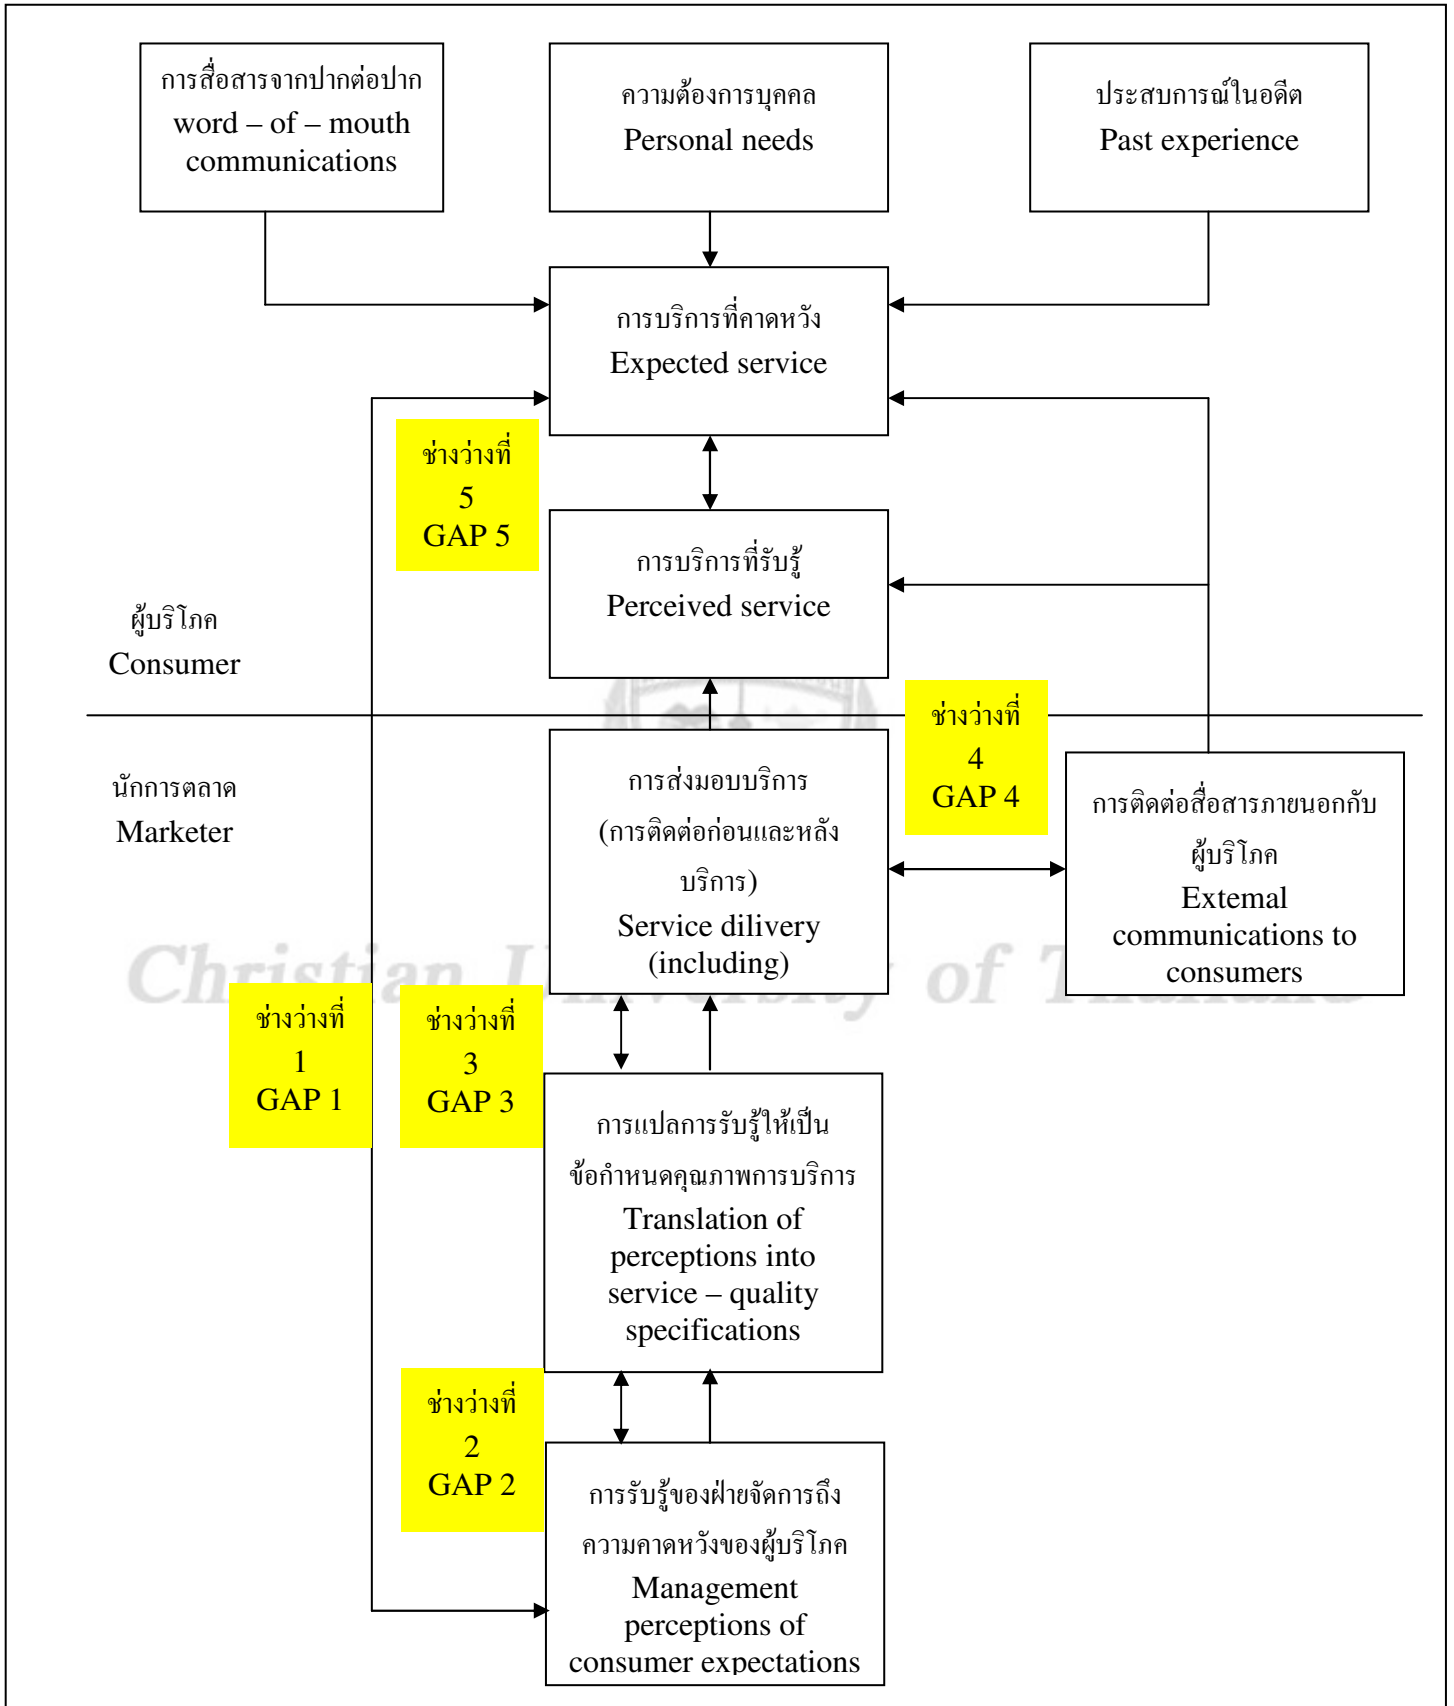 การสื่อสารจากปากต่อปาก
word – of – mouth
communications
ความต้องการบุคคล
Personal needs
ประสบการณ์ในอดีต
Past experience
การบริการที่คาดหวัง
Expected service
ช่างว่างที่
5
GAP 5
การบริการที่รับรู้
Perceived service
ผู้บริโภค
Consumer
ช่างว่างที่
4
GAP 4
นักการตลาด
Marketer
การส่งมอบบริการ
(การติดต่อก่อนและหลัง
บริการ)
Service dilivery
(including)
การติดต่อสื่อสารภายนอกกับ
ผู้บริโภค
Extemal
communications to
consumers
Christian University of Thailand
ช่างว่างที่
1
GAP 1
ช่างว่างที่
3
GAP 3
การแปลการรับรู้ให้เป็น
ข้อกำหนดคุณภาพการบริการ
Translation of
perceptions into
service – quality
specifications
ช่างว่างที่
2
GAP 2
การรับรู้ของฝ่ายจัดการถึง
ความคาดหวังของผู้บริโภค
Management
perceptions of
consumer expectations